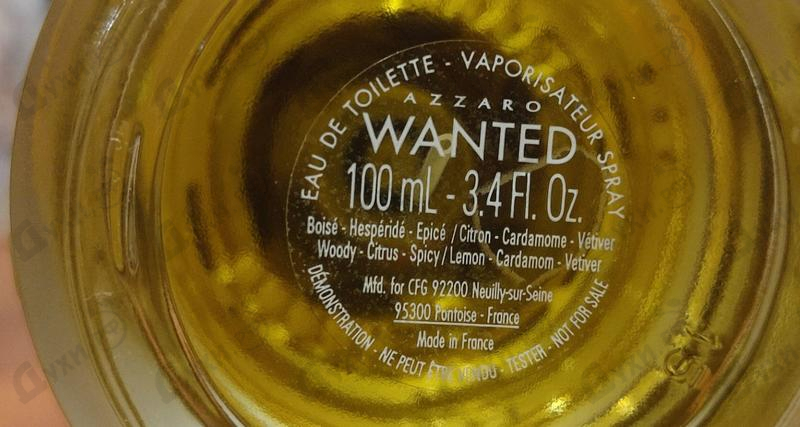 EAU DE TOILETTE - VAPORISATEUR SPRAY
AZZARO
WANTED
100 mL - 3.4 Fl. Oz.
Boisé - Hespéridé - Epicé / Citron - Cardamome - Vétiver
Woody - Citrus - Spicy / Lemon - Cardamom - Vetiver
Mfd. for CFG 92200 Neuilly-sur-Seine
95300 Pontoise - France
Made in France
DÉMONSTRATION - NE PEUT ÊTRE VENDU - TESTER - NOT FOR SALE